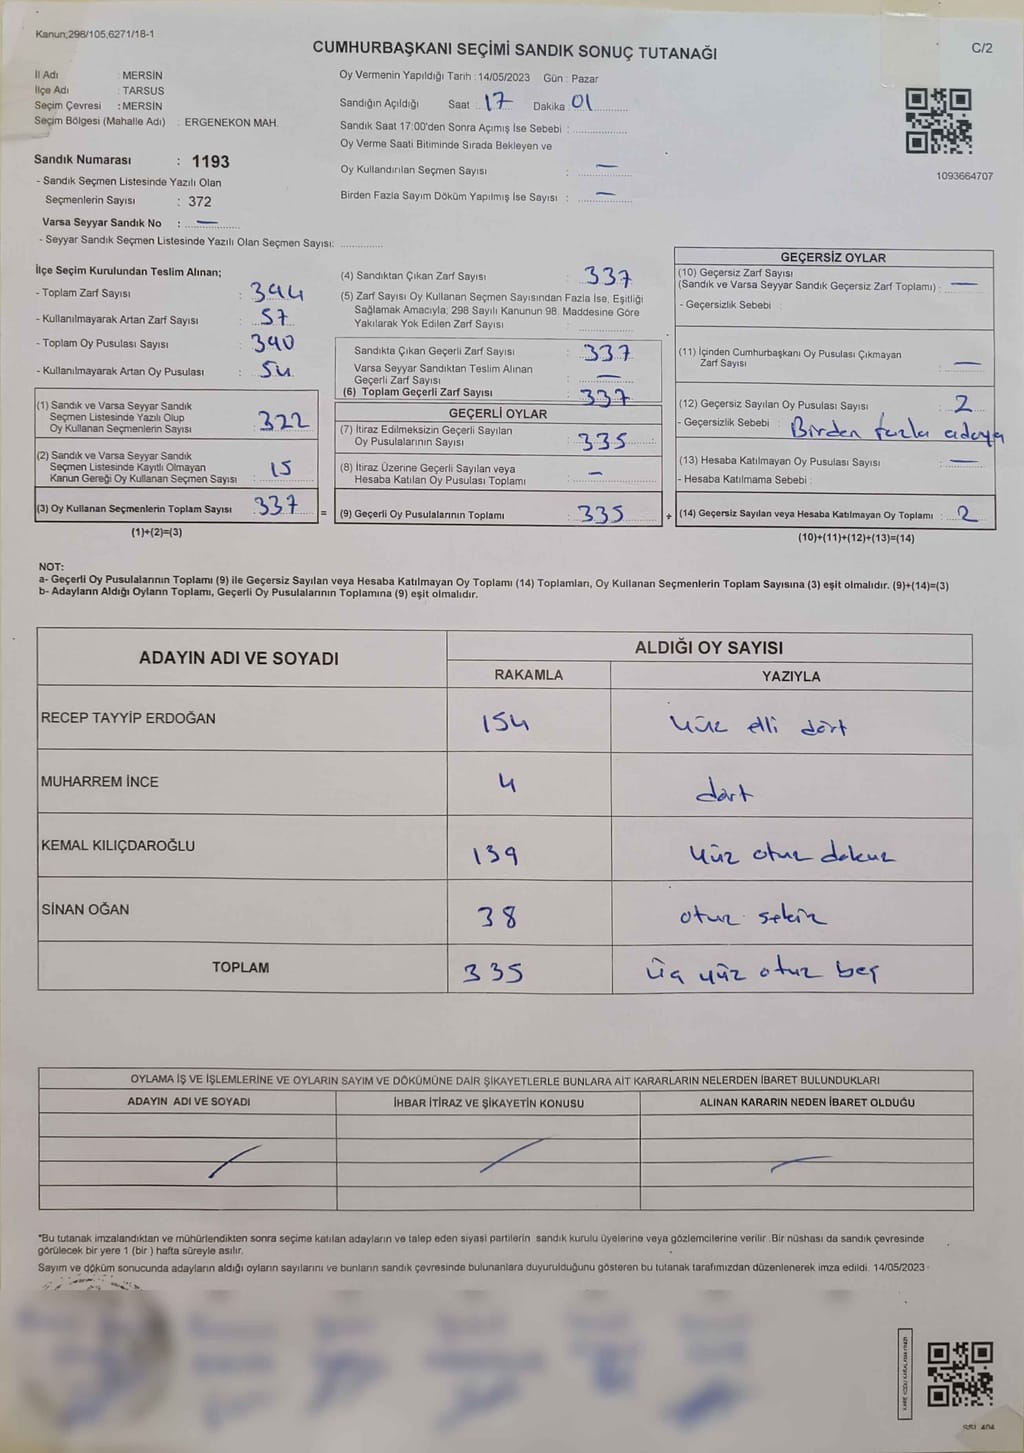 Kanun;298/105,6271/18-1
CUMHURBAŞKANI SEÇİMİ SANDIK SONUÇ TUTANAĞI
C/2
İl Adı : MERSİN
İlçe Adı : TARSUS
Seçim Çevresi : MERSİN
Seçim Bölgesi (Mahalle Adı) : ERGENEKON MAH.
Sandık Numarası : 1193
- Sandık Seçmen Listesinde Yazılı Olan
Seçmenlerin Sayısı : 372
Varsa Seyyar Sandık No : —
- Seyyar Sandık Seçmen Listesinde Yazılı Olan Seçmen Sayısı:
Oy Vermenin Yapıldığı Tarih : 14/05/2023 Gün : Pazar
Sandığın Açıldığı Saat : 17 Dakika : 01
Sandık Saat 17:00'den Sonra Açımış İse Sebebi :
Oy Verme Saati Bitiminde Sırada Bekleyen ve
Oy Kullandırılan Seçmen Sayısı : —
Birden Fazla Sayım Döküm Yapılmış İse Sayısı : —
1093664707
İlçe Seçim Kurulundan Teslim Alınan;
- Toplam Zarf Sayısı : 394
- Kullanılmayarak Artan Zarf Sayısı : 57
- Toplam Oy Pusulası Sayısı : 390
- Kullanılmayarak Artan Oy Pusulası : 54
(1) Sandık ve Varsa Seyyar Sandık
Seçmen Listesinde Yazılı Olup
Oy Kullanan Seçmenlerin Sayısı : 322
(2) Sandık ve Varsa Seyyar Sandık
Seçmen Listesinde Kayıtlı Olmayan
Kanun Gereği Oy Kullanan Seçmen Sayısı : 15
(3) Oy Kullanan Seçmenlerin Toplam Sayısı : 337 =
(1)+(2)=(3)
(4) Sandıktan Çıkan Zarf Sayısı : 337
(5) Zarf Sayısı Oy Kullanan Seçmen Sayısından Fazla İse, Eşitliği
Sağlamak Amacıyla; 298 Sayılı Kanunun 98. Maddesine Göre
Yakılarak Yok Edilen Zarf Sayısı :
Sandıkta Çıkan Geçerli Zarf Sayısı : 337
Varsa Seyyar Sandıktan Teslim Alınan
Geçerli Zarf Sayısı : —
(6) Toplam Geçerli Zarf Sayısı : 337
GEÇERLİ OYLAR
(7) İtiraz Edilmeksizin Geçerli Sayılan
Oy Pusulalarının Sayısı : 335
(8) İtiraz Üzerine Geçerli Sayılan veya
Hesaba Katılan Oy Pusulası Toplamı : —
(9) Geçerli Oy Pusulalarının Toplamı : 335 +
GEÇERSİZ OYLAR
(10) Geçersiz Zarf Sayısı
(Sandık ve Varsa Seyyar Sandık Geçersiz Zarf Toplamı) : —
- Geçersizlik Sebebi :
(11) İçinden Cumhurbaşkanı Oy Pusulası Çıkmayan
Zarf Sayısı : —
(12) Geçersiz Sayılan Oy Pusulası Sayısı : 2
- Geçersizlik Sebebi : Birden fazla adaya
(13) Hesaba Katılmayan Oy Pusulası Sayısı : —
- Hesaba Katılmama Sebebi :
(14) Geçersiz Sayılan veya Hesaba Katılmayan Oy Toplamı : 2
(10)+(11)+(12)+(13)=(14)
NOT:
a- Geçerli Oy Pusulalarının Toplamı (9) ile Geçersiz Sayılan veya Hesaba Katılmayan Oy Toplamı (14) Toplamları, Oy Kullanan Seçmenlerin Toplam Sayısına (3) eşit olmalıdır. (9)+(14)=(3)
b- Adayların Aldığı Oyların Toplamı, Geçerli Oy Pusulalarının Toplamına (9) eşit olmalıdır.
ADAYIN ADI VE SOYADI ALDIĞI OY SAYISI
RAKAMLA YAZIYLA
RECEP TAYYİP ERDOĞAN 154 Yüz elli dört
MUHARREM İNCE 4 dört
KEMAL KILIÇDAROĞLU 139 Yüz otuz dokuz
SİNAN OĞAN 38 otuz sekiz
TOPLAM 335 üç yüz otuz beş
OYLAMA İŞ VE İŞLEMLERİNE VE OYLARIN SAYIM VE DÖKÜMÜNE DAİR ŞİKAYETLERLE BUNLARA AİT KARARLARIN NELERDEN İBARET BULUNDUKLARI
ADAYIN ADI VE SOYADI İHBAR İTİRAZ VE ŞİKAYETİN KONUSU ALINAN KARARIN NEDEN İBARET OLDUĞU
*Bu tutanak imzalandıktan ve mühürlendikten sonra seçime katılan adayların ve talep eden siyasi partilerin sandık kurulu üyelerine veya gözlemcilerine verilir. Bir nüshası da sandık çevresinde
görülecek bir yere 1 (bir ) hafta süreyle asılır.
Sayım ve döküm sonucunda adayların aldığı oyların sayılarını ve bunların sandık çevresinde bulunanlara duyurulduğunu gösteren bu tutanak tarafımızdan düzenlenerek imza edildi. 14/05/2023